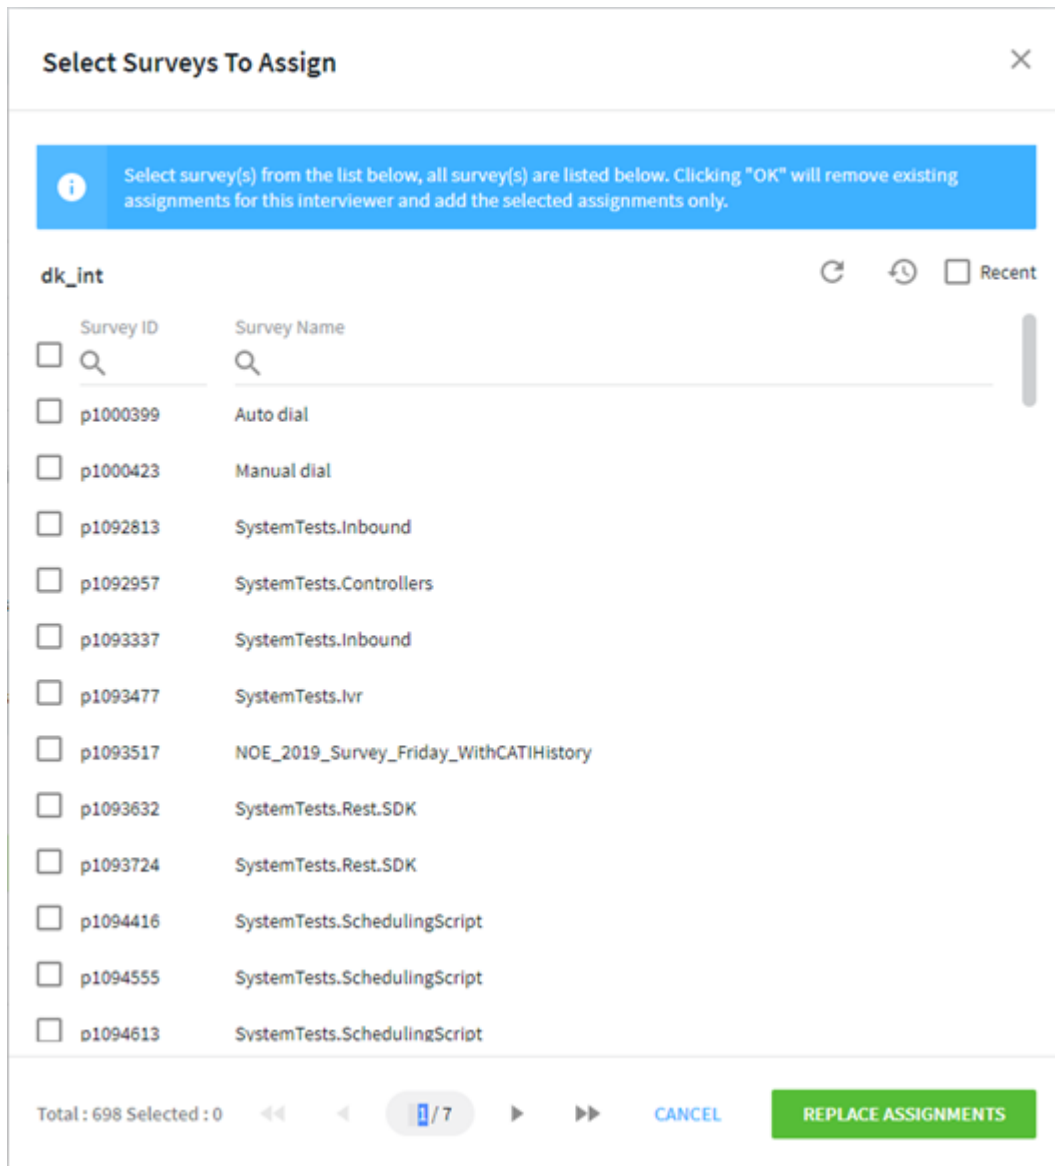 Select Surveys To Assign
Select survey(s) from the list below, all survey(s) are listed below. Clicking "OK" will remove existing
assignments for this interviewer and add the selected assignments only.
dk_int
Recent
Survey ID Survey Name
p1000399 Auto dial
p1000423 Manual dial
p1092813 SystemTests.Inbound
p1092957 SystemTests.Controllers
p1093337 SystemTests.Inbound
p1093477 SystemTests.Ivr
p1093517 NOE_2019_Survey_Friday_WithCATIHistory
p1093632 SystemTests.Rest.SDK
p1093724 SystemTests.Rest.SDK
p1094416 SystemTests.SchedulingScript
p1094555 SystemTests.SchedulingScript
p1094613 SystemTests.SchedulingScript
Total : 698 Selected : 0 1 / 7 CANCEL REPLACE ASSIGNMENTS